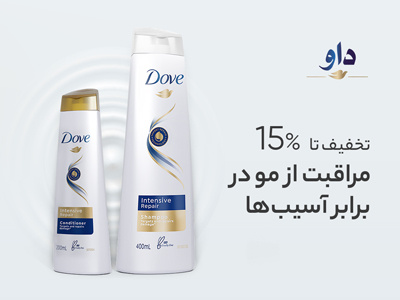 داو
تخفیف تا 15%
مراقبت از مو در
برابر آسیب‌ها
Dove
Intensive
Repair
Shampoo
400mL
Dove
Intensive
Repair
Conditioner